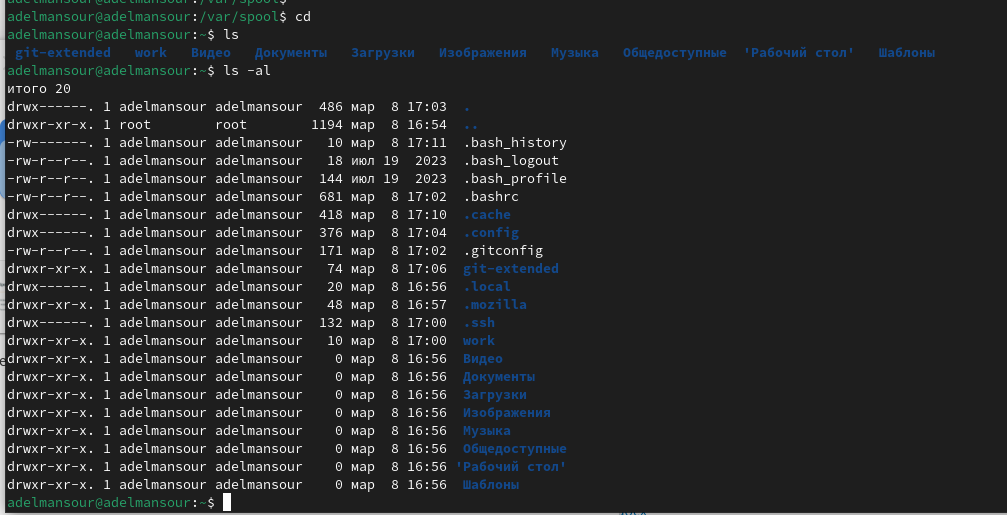 adelmansour@adelmansour:/var/spool$
adelmansour@adelmansour:/var/spool$ cd
adelmansour@adelmansour:~$ ls
git-extended work Видео Документы Загрузки Изображения Музыка Общедоступные 'Рабочий стол' Шаблоны
adelmansour@adelmansour:~$ ls -al
итого 20
drwx------. 1 adelmansour adelmansour 486 мар 8 17:03 .
drwxr-xr-x. 1 root root 1194 мар 8 16:54 ..
-rw-------. 1 adelmansour adelmansour 10 мар 8 17:11 .bash_history
-rw-r--r--. 1 adelmansour adelmansour 18 июл 19 2023 .bash_logout
-rw-r--r--. 1 adelmansour adelmansour 144 июл 19 2023 .bash_profile
-rw-r--r--. 1 adelmansour adelmansour 681 мар 8 17:02 .bashrc
drwx------. 1 adelmansour adelmansour 418 мар 8 17:10 .cache
drwx------. 1 adelmansour adelmansour 376 мар 8 17:04 .config
-rw-r--r--. 1 adelmansour adelmansour 171 мар 8 17:02 .gitconfig
drwxr-xr-x. 1 adelmansour adelmansour 74 мар 8 17:06 git-extended
drwx------. 1 adelmansour adelmansour 20 мар 8 16:56 .local
drwxr-xr-x. 1 adelmansour adelmansour 48 мар 8 16:57 .mozilla
drwx------. 1 adelmansour adelmansour 132 мар 8 17:00 .ssh
drwxr-xr-x. 1 adelmansour adelmansour 10 мар 8 17:00 work
drwxr-xr-x. 1 adelmansour adelmansour 0 мар 8 16:56 Видео
drwxr-xr-x. 1 adelmansour adelmansour 0 мар 8 16:56 Документы
drwxr-xr-x. 1 adelmansour adelmansour 0 мар 8 16:56 Загрузки
drwxr-xr-x. 1 adelmansour adelmansour 0 мар 8 16:56 Изображения
drwxr-xr-x. 1 adelmansour adelmansour 0 мар 8 16:56 Музыка
drwxr-xr-x. 1 adelmansour adelmansour 0 мар 8 16:56 Общедоступные
drwxr-xr-x. 1 adelmansour adelmansour 0 мар 8 16:56 'Рабочий стол'
drwxr-xr-x. 1 adelmansour adelmansour 0 мар 8 16:56 Шаблоны
adelmansour@adelmansour:~$